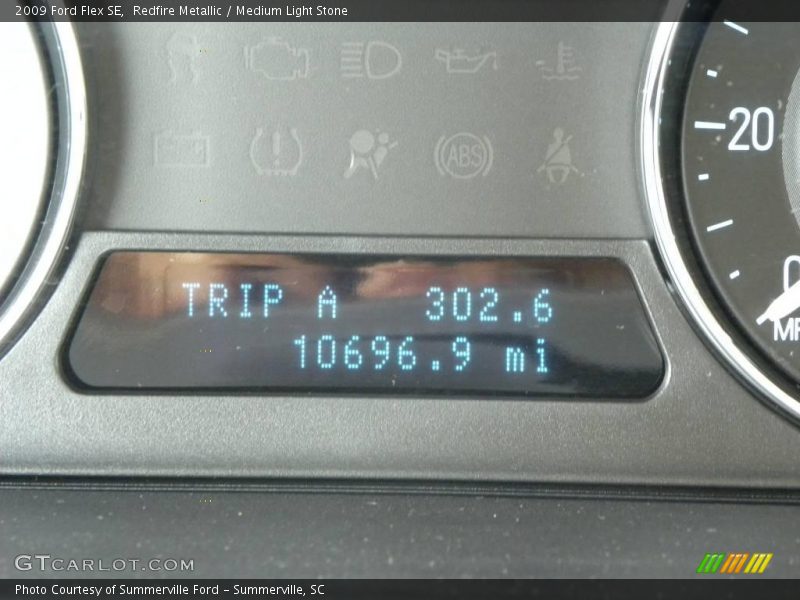 2009 Ford Flex SE,  Redfire Metallic / Medium Light Stone
ABS
20
0
TRIP A 302.6
10696.9 mi
GTCARLOT.COM
Photo Courtesy of Summerville Ford – Summerville, SC